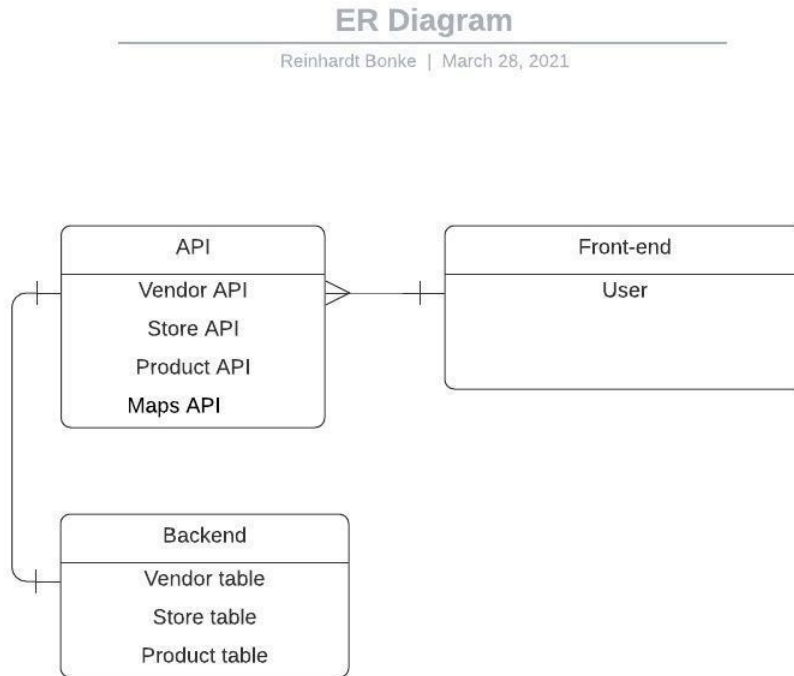 ER Diagram
Reinhardt Bonke | March 28, 2021
API
Vendor API
Store API
Product API
Maps API
Front-end
User
Backend
Vendor table
Store table
Product table